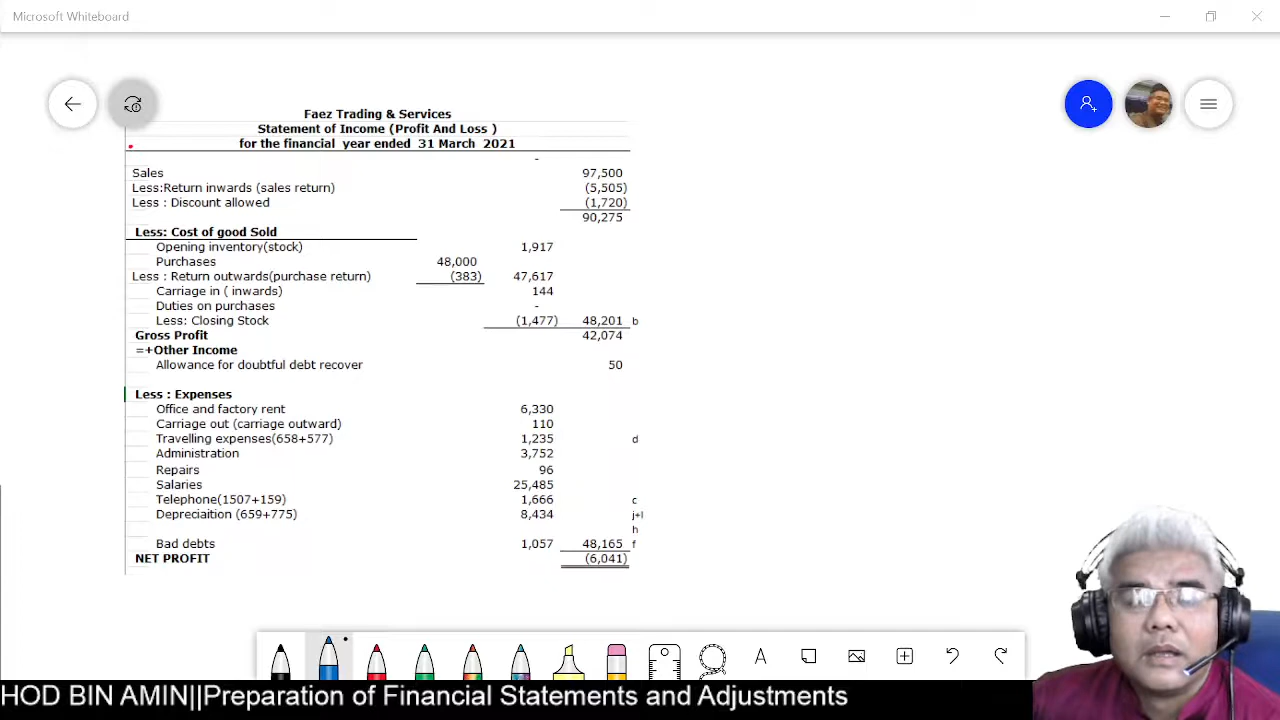 Microsoft Whiteboard
Faez Trading & Services
Statement of Income (Profit And Loss )
for the financial year ended 31 March 2021
-
Sales 97,500
Less:Return inwards (sales return) (5,505)
Less : Discount allowed (1,720)
90,275
Less: Cost of good Sold
Opening inventory(stock) 1,917
Purchases 48,000
Less : Return outwards(purchase return) (383) 47,617
Carriage in ( inwards) 144
Duties on purchases -
Less: Closing Stock (1,477) 48,201 b
Gross Profit 42,074
=+Other Income
Allowance for doubtful debt recover 50
Less : Expenses
Office and factory rent 6,330
Carriage out (carriage outward) 110
Travelling expenses(658+577) 1,235 d
Administration 3,752
Repairs 96
Salaries 25,485
Telephone(1507+159) 1,666 c
Depreciaition (659+775) 8,434 j+l
h
Bad debts 1,057 48,165 f
NET PROFIT (6,041)
A
HOD BIN AMIN||Preparation of Financial Statements and Adjustments